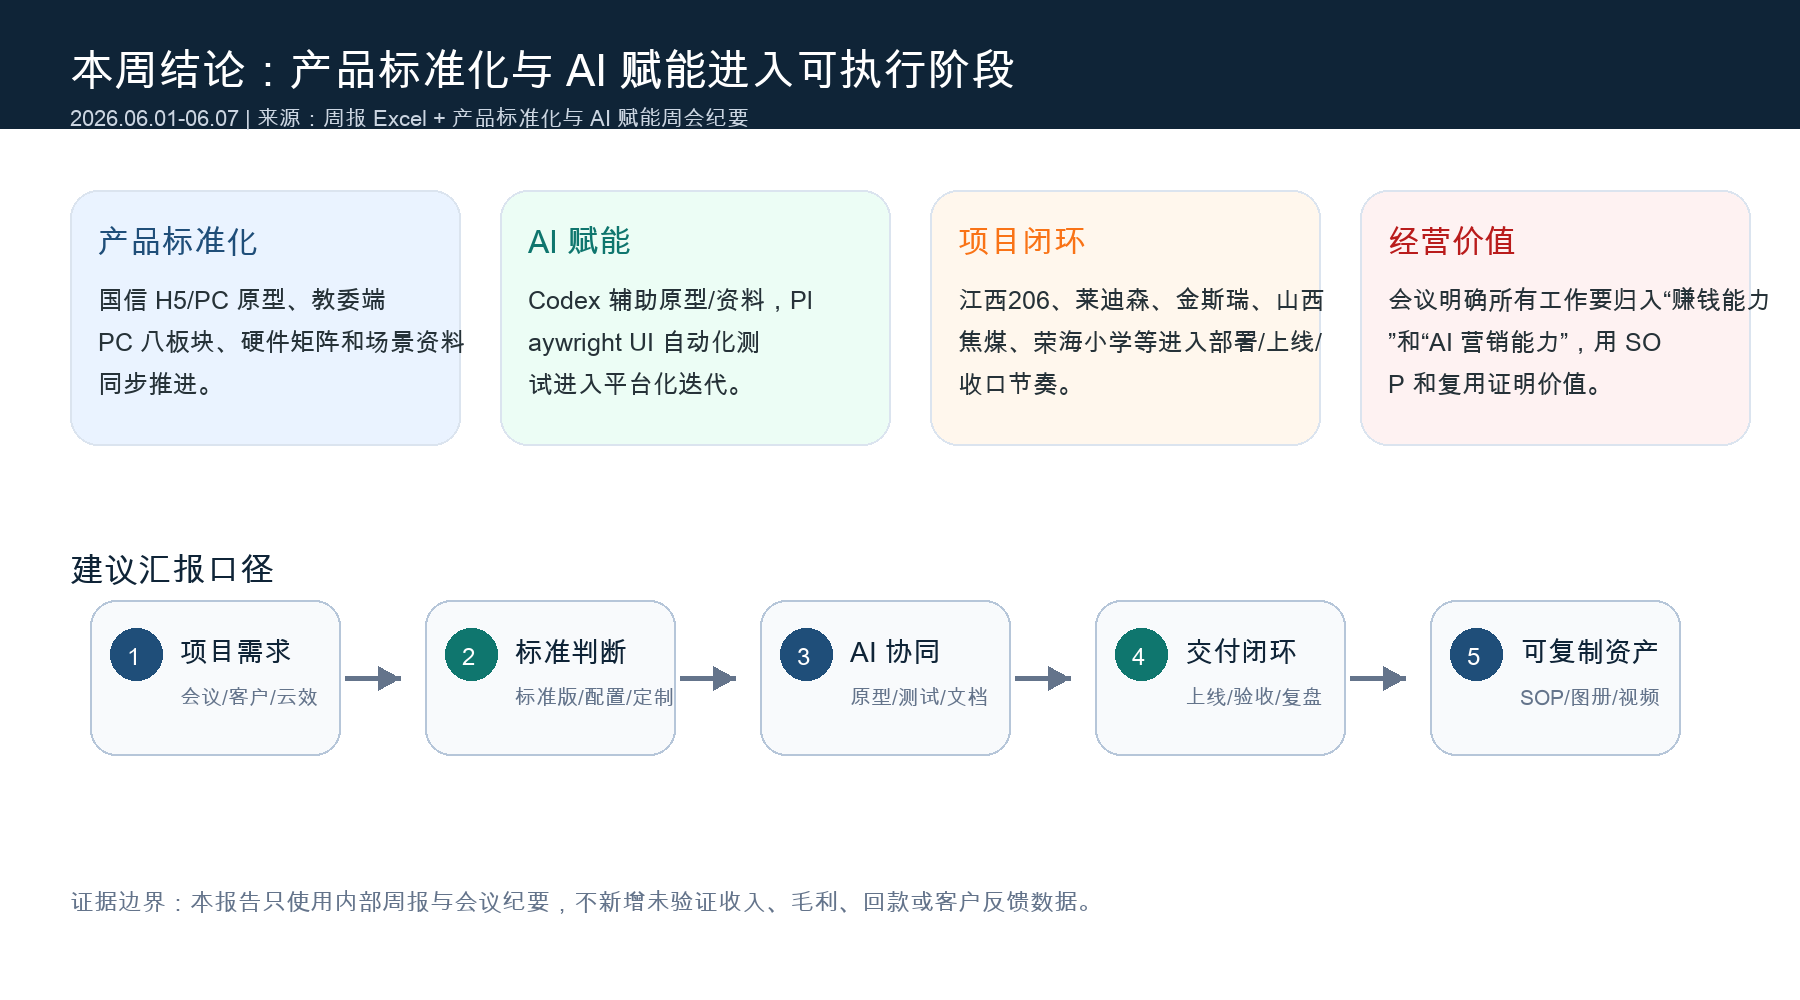 本周结论：产品标准化与 AI 赋能进入可执行阶段
2026.06.01-06.07 | 来源：周报 Excel + 产品标准化与 AI 赋能周会纪要
产品标准化
国信 H5/PC 原型、教委端
PC 八板块、硬件矩阵和场景资料
同步推进。
AI 赋能
Codex 辅助原型/资料，Pl
aywright UI 自动化测
试进入平台化迭代。
项目闭环
江西206、莱迪森、金斯瑞、山西
焦煤、荣海小学等进入部署/上线/
收口节奏。
经营价值
会议明确所有工作要归入“赚钱能力
”和“AI 营销能力”，用 SO
P 和复用证明价值。
建议汇报口径
1 项目需求
会议/客户/云效
2 标准判断
标准版/配置/定制
3 AI 协同
原型/测试/文档
4 交付闭环
上线/验收/复盘
5 可复制资产
SOP/图册/视频
证据边界：本报告只使用内部周报与会议纪要，不新增未验证收入、毛利、回款或客户反馈数据。